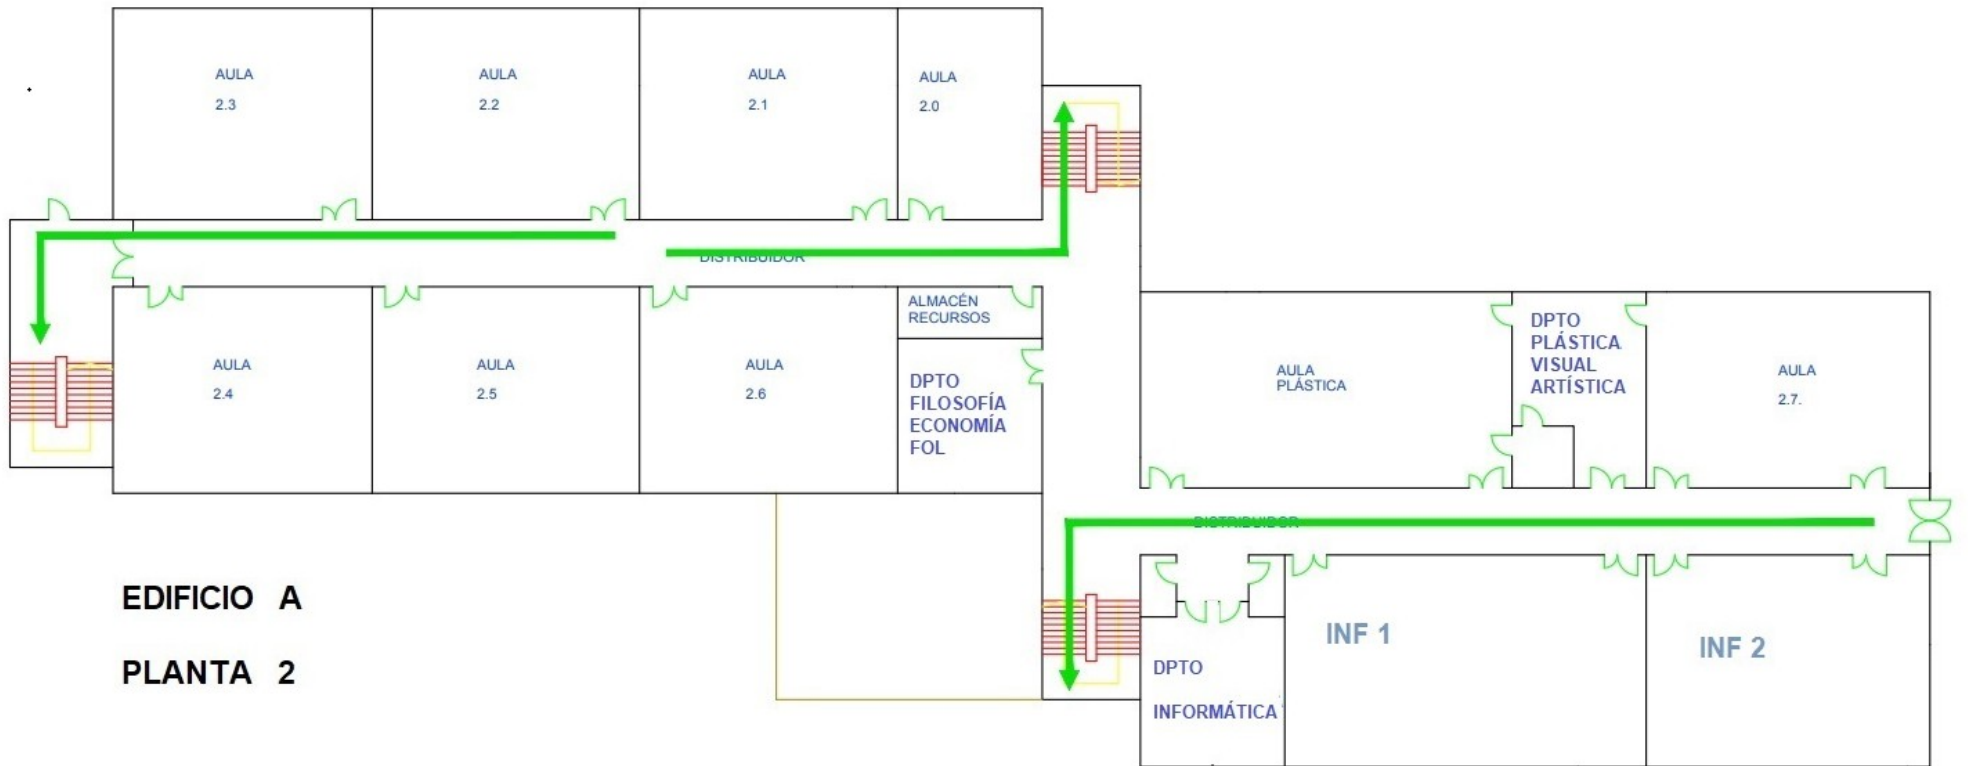 AULA
2.3
AULA
2.2
AULA
2.1
AULA
2.0
DISTRIBUIDOR
ALMACÉN
RECURSOS
AULA
2.4
AULA
2.5
AULA
2.6
DPTO
FILOSOFÍA
ECONOMÍA
FOL
AULA
PLÁSTICA
DPTO
PLÁSTICA
VISUAL
ARTÍSTICA
AULA
2.7.
DISTRIBUIDOR
EDIFICIO A
PLANTA 2
DPTO
INFORMÁTICA
INF 1
INF 2